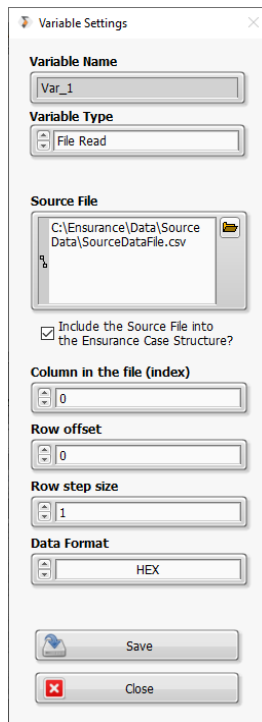 Variable Settings
Variable Name
Var_1
Variable Type
File Read
Source File
C:\Ensurance\Data\Source
Data\SourceDataFile.csv
Include the Source File into
the Ensurance Case Structure?
Column in the file (index)
0
Row offset
0
Row step size
1
Data Format
HEX
Save
Close